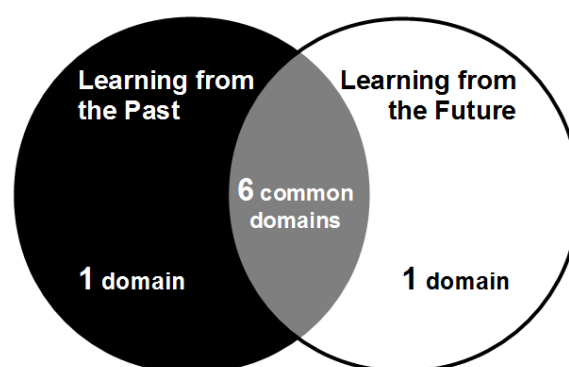 Learning from
the Past
Learning from
the Future
6 common
domains
1 domain
1 domain